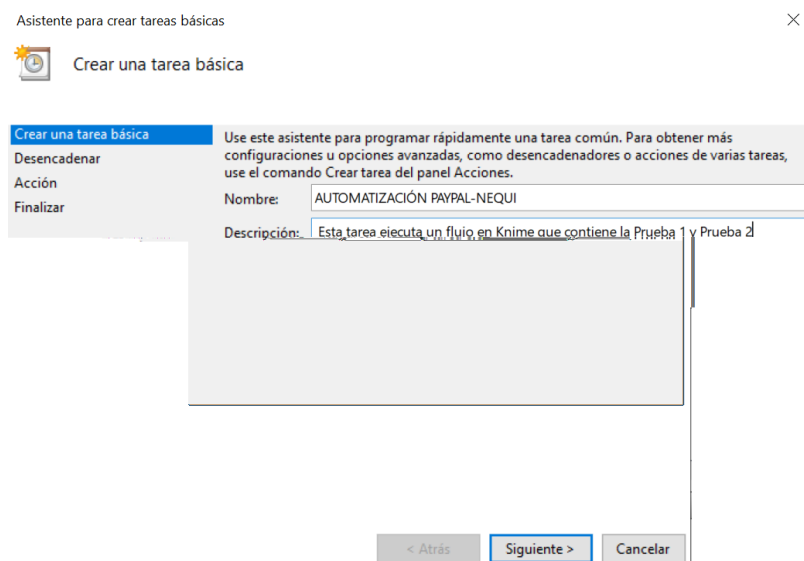 Asistente para crear tareas básicas
Crear una tarea básica
Crear una tarea básica
Desencadenar
Acción
Finalizar
Use este asistente para programar rápidamente una tarea común. Para obtener más
configuraciones u opciones avanzadas, como desencadenadores o acciones de varias tareas,
use el comando Crear tarea del panel Acciones.
Nombre: AUTOMATIZACIÓN PAYPAL-NEQUI
Descripción: Esta tarea ejecuta un flujo en Knime que contiene la Prueba 1 y Prueba 2
< Atrás Siguiente > Cancelar